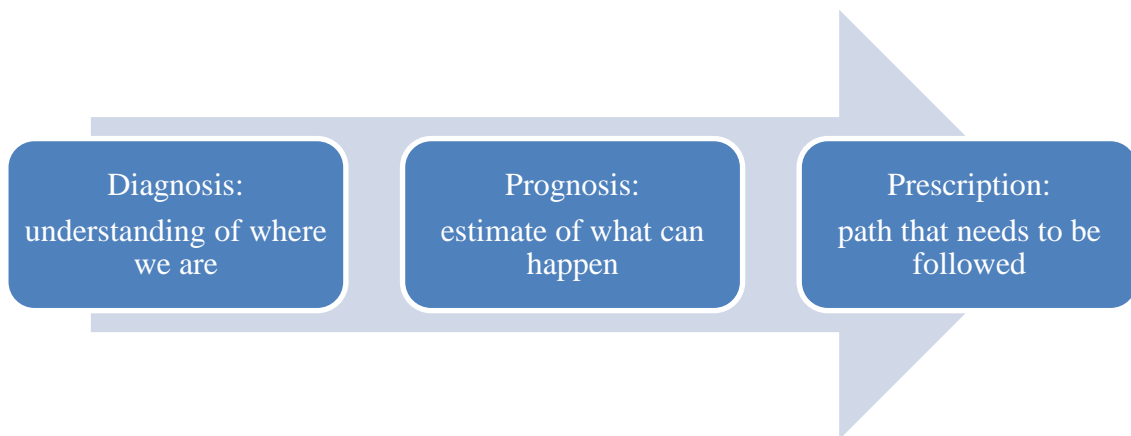 Diagnosis:
understanding of where
we are
Prognosis:
estimate of what can
happen
Prescription:
path that needs to be
followed